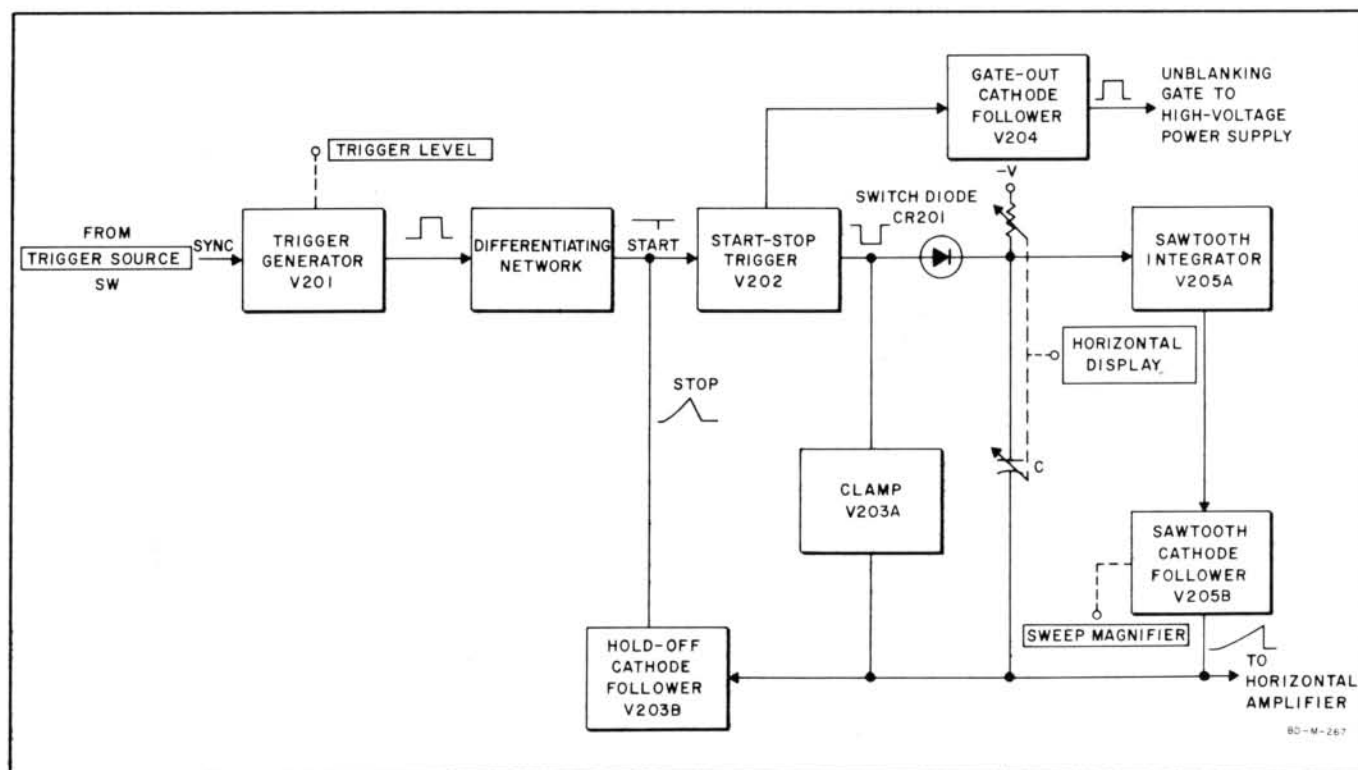 GATE-OUT
CATHODE
FOLLOWER
V204
UNBLANKING
GATE TO
HIGH-VOLTAGE
POWER SUPPLY
TRIGGER LEVEL
-V
SWITCH DIODE
CR201
FROM
TRIGGER SOURCE
SW
SYNC
TRIGGER
GENERATOR
V201
DIFFERENTIATING
NETWORK
START
START-STOP
TRIGGER
V202
SAWTOOTH
INTEGRATOR
V205A
HORIZONTAL
DISPLAY
STOP
C
CLAMP
V203A
SAWTOOTH
CATHODE
FOLLOWER
V205B
SWEEP MAGNIFIER
HOLD-OFF
CATHODE
FOLLOWER
V203B
TO
HORIZONTAL
AMPLIFIER
BD-M-267